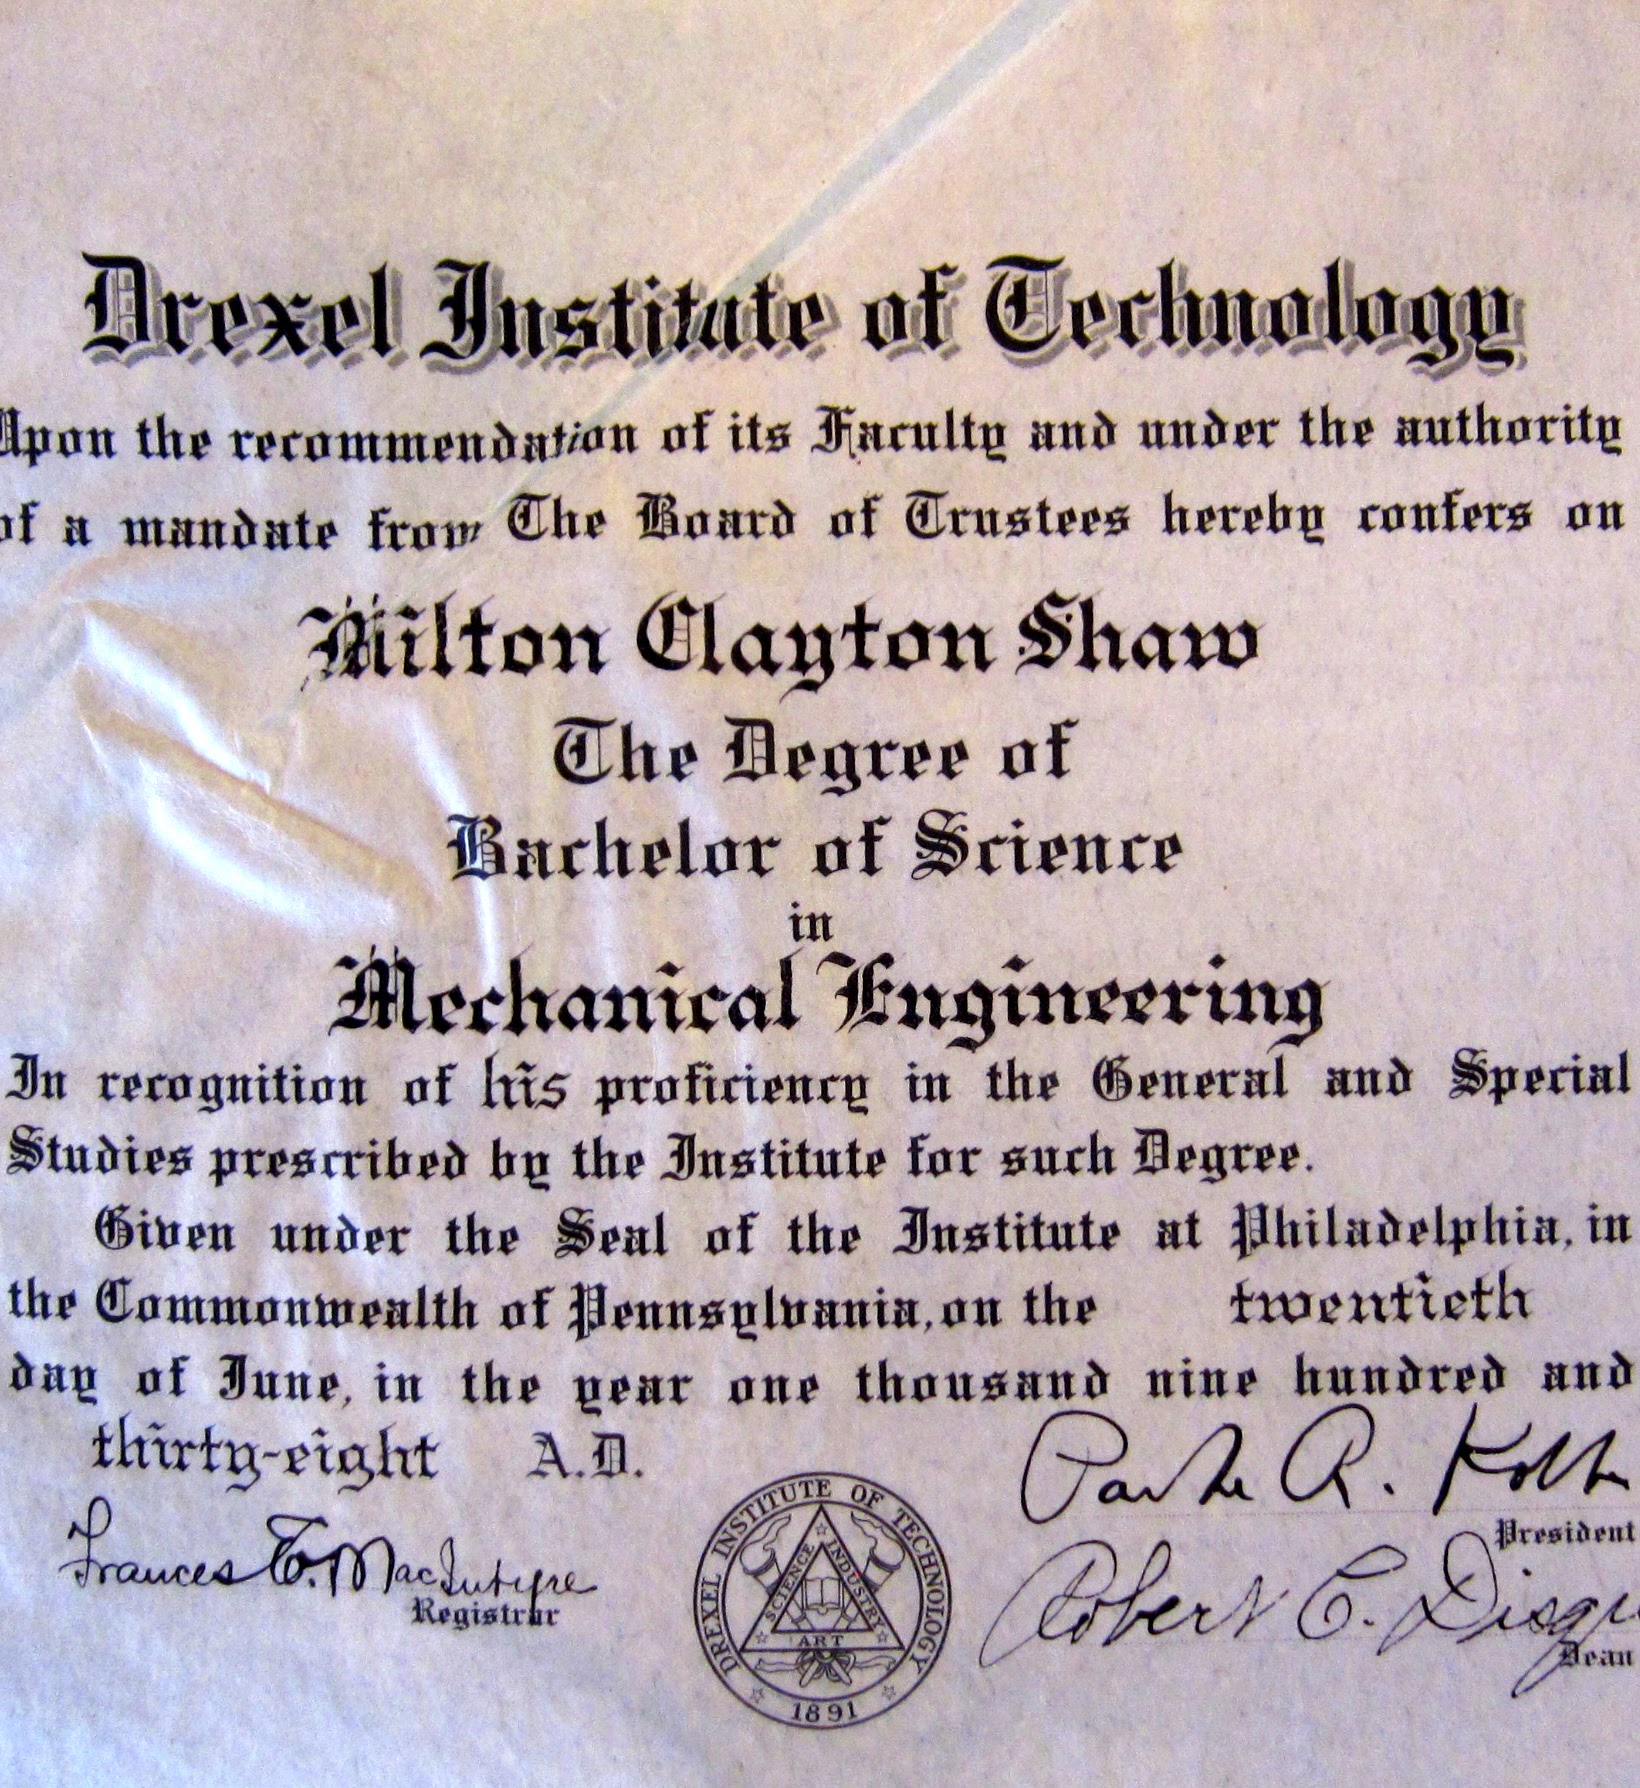 Drexel Institute of Technology
Upon the recommendation of its Faculty and under the authority
of a mandate from The Board of Trustees hereby confers on
Milton Clayton Shaw
The Degree of
Bachelor of Science
in
Mechanical Engineering
In recognition of his proficiency in the General and Special
Studies prescribed by the Institute for such Degree.
Given under the Seal of the Institute at Philadelphia, in
the Commonwealth of Pennsylvania, on the twentieth
day of June, in the year one thousand nine hundred and
thirty-eight A.D.
Parke R. Kolbe
President
Frances T. MacIntyre
Registrar
Robert C. Disqu
Dean
DREXEL INSTITUTE OF TECHNOLOGY
SCIENCE INDUSTRY
ART
1891